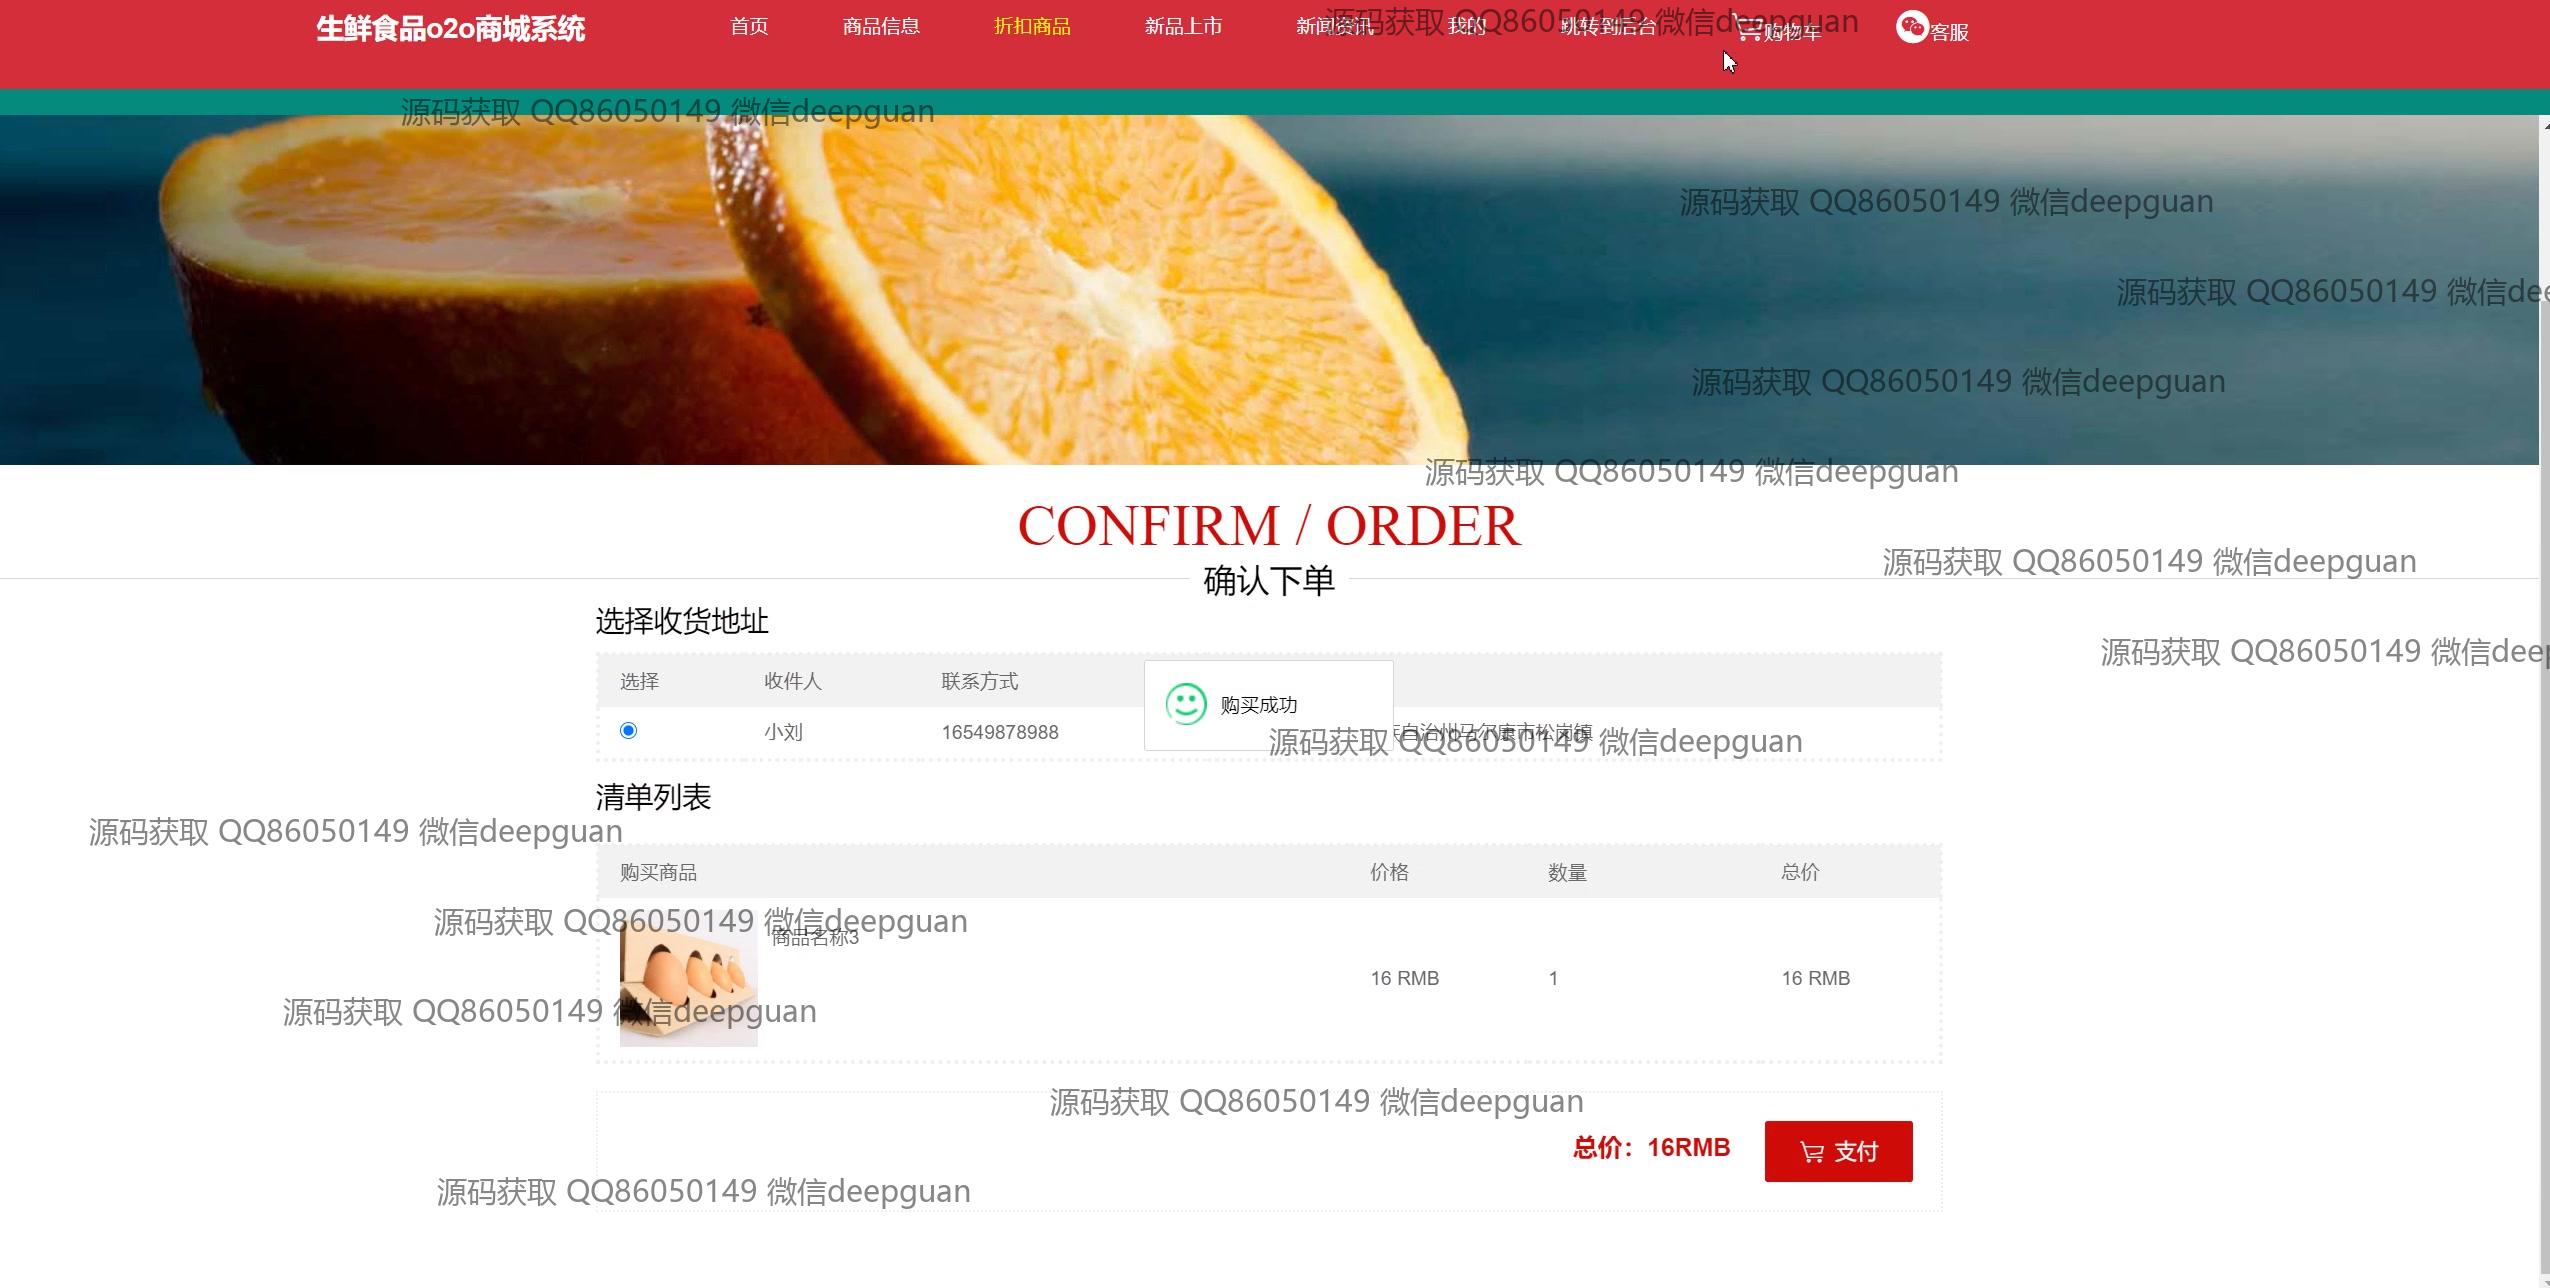 生鲜食品o2o商城系统 首页 商品信息 折扣商品 新品上市 新闻资讯 我的 跳转到后台 购物车 客服
源码获取 QQ86050149 微信deepguan
源码获取 QQ86050149 微信deepguan
源码获取 QQ86050149 微信deepguan
源码获取 QQ86050149 微信dee
源码获取 QQ86050149 微信deepguan
源码获取 QQ86050149 微信deepguan
CONFIRM / ORDER
源码获取 QQ86050149 微信deepguan
确认下单
选择收货地址
源码获取 QQ86050149 微信deep
选择 收件人 联系方式
购买成功
小刘 16549878988 自治州马尔康市松岗镇
源码获取 QQ86050149 微信deepguan
清单列表
源码获取 QQ86050149 微信deepguan
购买商品 价格 数量 总价
源码获取 QQ86050149 微信deepguan
商品名称3
16 RMB 1 16 RMB
源码获取 QQ86050149 微信deepguan
源码获取 QQ86050149 微信deepguan
总价：16RMB 支付
源码获取 QQ86050149 微信deepguan